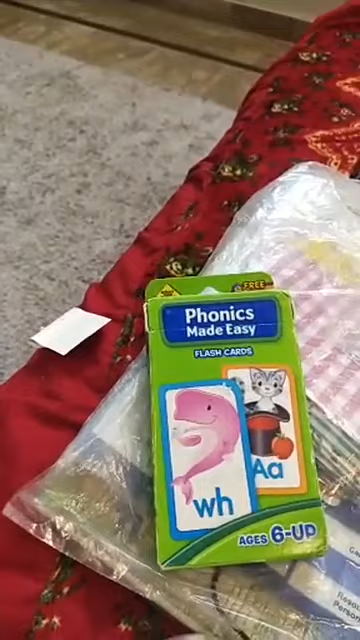 FREE
Phonics
Made Easy
FLASH CARDS
Aa
wh
AGES 6-UP